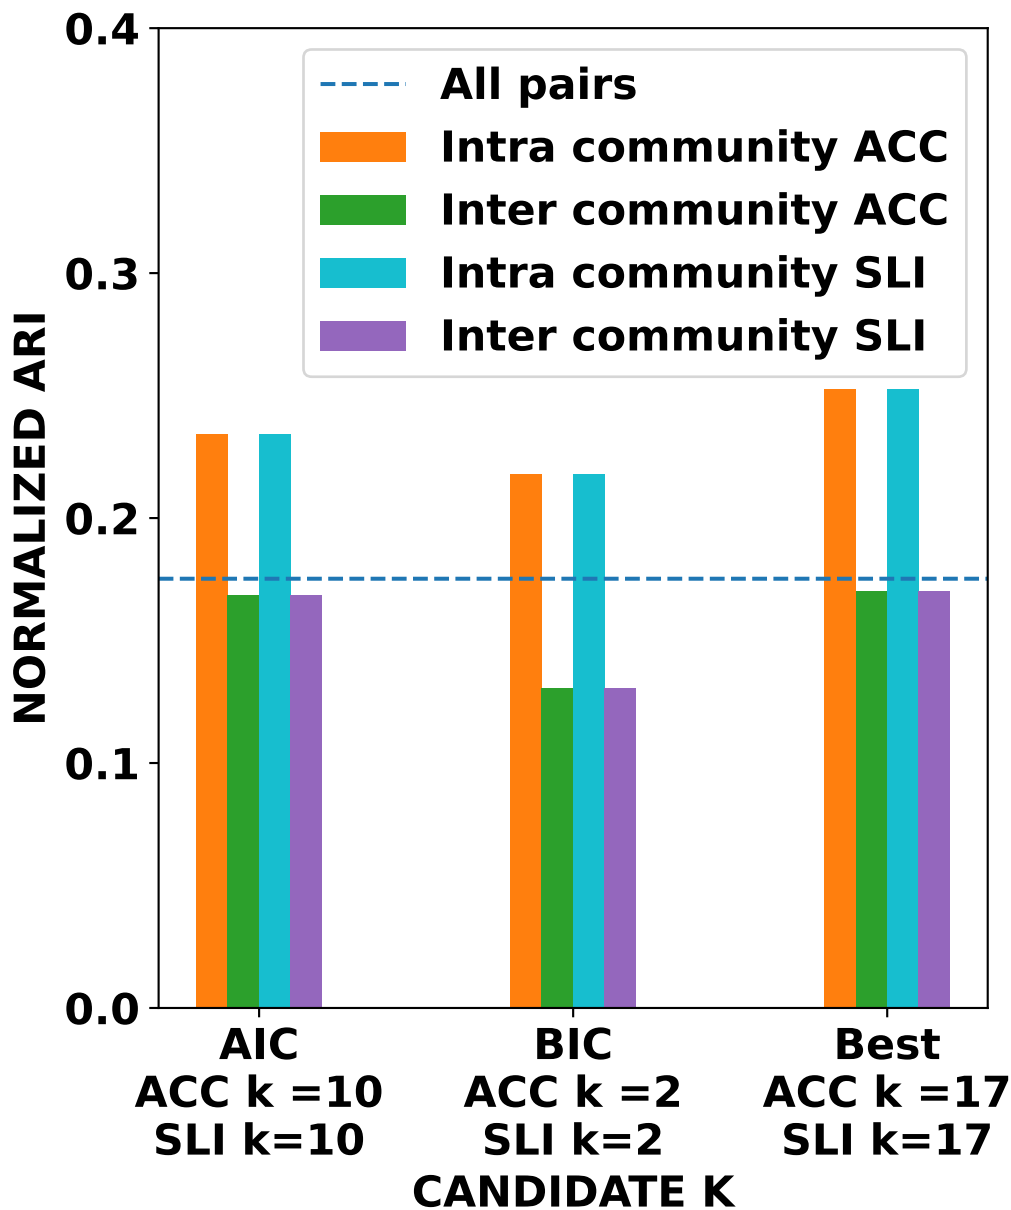 0.4
0.3
0.2
0.1
0.0
NORMALIZED ARI
All pairs
Intra community ACC
Inter community ACC
Intra community SLI
Inter community SLI
AIC
ACC k =10
SLI k=10
BIC
ACC k =2
SLI k=2
Best
ACC k =17
SLI k=17
CANDIDATE K